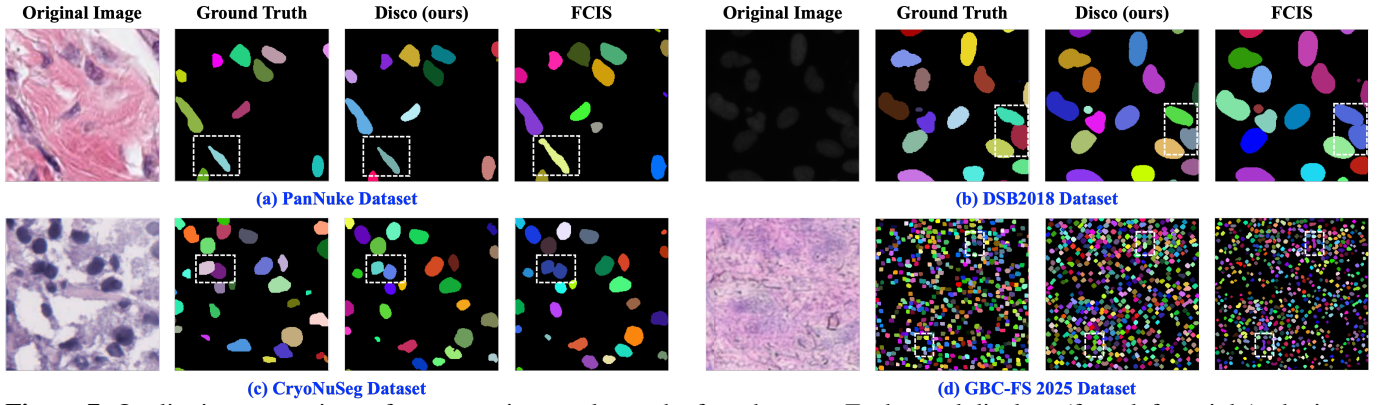 Original Image Ground Truth Disco (ours) FCIS Original Image Ground Truth Disco (ours) FCIS
(a) PanNuke Dataset (b) DSB2018 Dataset
(c) CryoNuSeg Dataset (d) GBC-FS 2025 Dataset